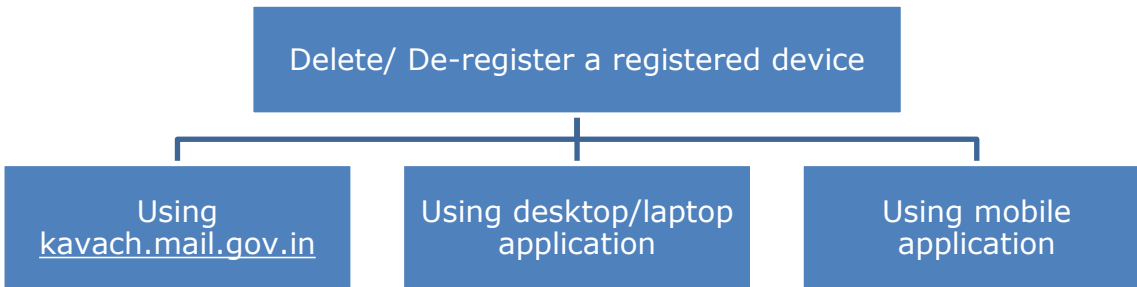 Delete/ De-register a registered device
Using
kavach.mail.gov.in
Using desktop/laptop
application
Using mobile
application